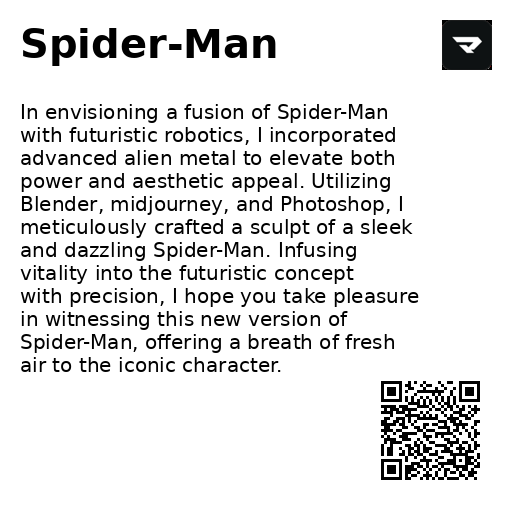 Spider-Man
In envisioning a fusion of Spider-Man
with futuristic robotics, I incorporated
advanced alien metal to elevate both
power and aesthetic appeal. Utilizing
Blender, midjourney, and Photoshop, I
meticulously crafted a sculpt of a sleek
and dazzling Spider-Man. Infusing
vitality into the futuristic concept
with precision, I hope you take pleasure
in witnessing this new version of
Spider-Man, offering a breath of fresh
air to the iconic character.